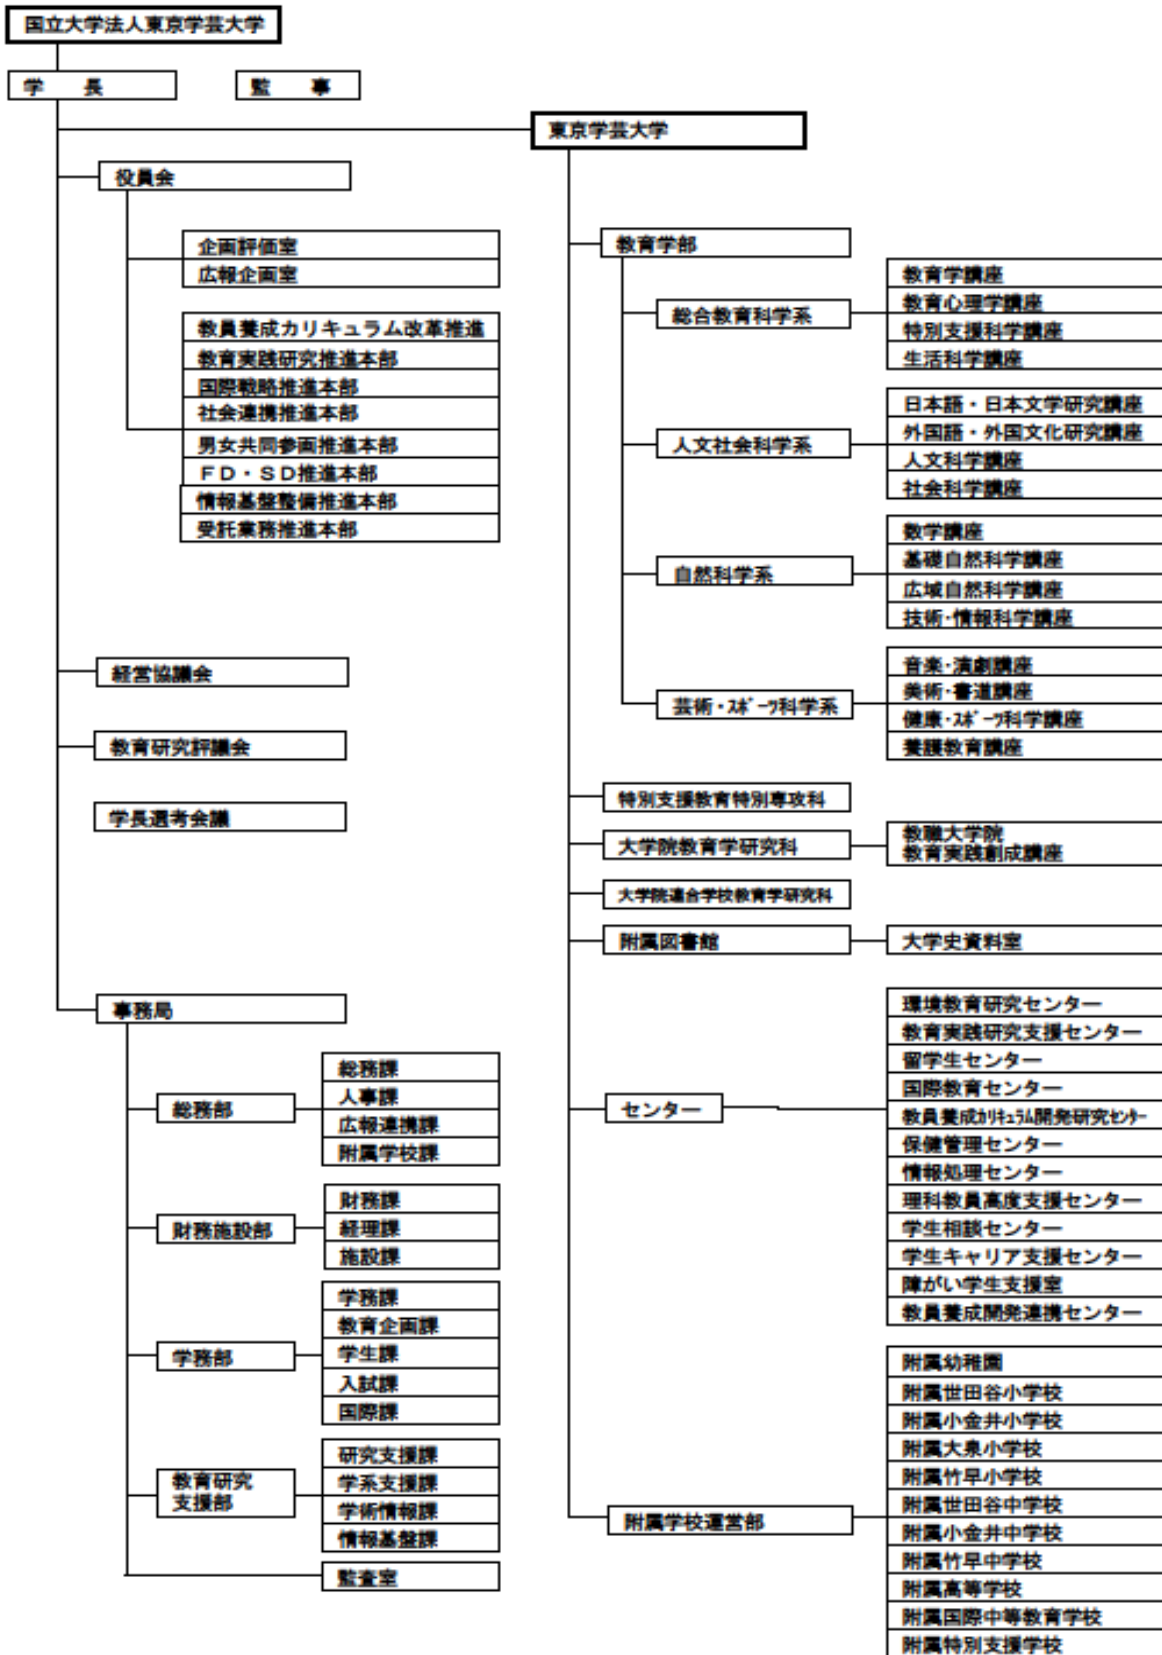 国立大学法人東京学芸大学
学　長
監　事
東京学芸大学
役員会
企画評価室
広報企画室
教員養成カリキュラム改革推進
教育実践研究推進本部
国際戦略推進本部
社会連携推進本部
男女共同参画推進本部
ＦＤ・ＳＤ推進本部
情報基盤整備推進本部
受託業務推進本部
経営協議会
教育研究評議会
学長選考会議
事務局
総務部
総務課
人事課
広報連携課
附属学校課
財務施設部
財務課
経理課
施設課
学務部
学務課
教育企画課
学生課
入試課
国際課
教育研究
支援部
研究支援課
学系支援課
学術情報課
情報基盤課
監査室
教育学部
総合教育科学系
教育学講座
教育心理学講座
特別支援科学講座
生活科学講座
人文社会科学系
日本語・日本文学研究講座
外国語・外国文化研究講座
人文科学講座
社会科学講座
自然科学系
数学講座
基礎自然科学講座
広域自然科学講座
技術･情報科学講座
芸術・ｽﾎﾟｰﾂ科学系
音楽･演劇講座
美術･書道講座
健康･ｽﾎﾟｰﾂ科学講座
養護教育講座
特別支援教育特別専攻科
大学院教育学研究科
教職大学院
教育実践創成講座
大学院連合学校教育学研究科
附属図書館
大学史資料室
センター
環境教育研究センター
教育実践研究支援センター
留学生センター
国際教育センター
教員養成ｶﾘｷｭﾗﾑ開発研究ｾﾝﾀｰ
保健管理センター
情報処理センター
理科教員高度支援センター
学生相談センター
学生キャリア支援センター
障がい学生支援室
教員養成開発連携センター
附属学校運営部
附属幼稚園
附属世田谷小学校
附属小金井小学校
附属大泉小学校
附属竹早小学校
附属世田谷中学校
附属小金井中学校
附属竹早中学校
附属高等学校
附属国際中等教育学校
附属特別支援学校